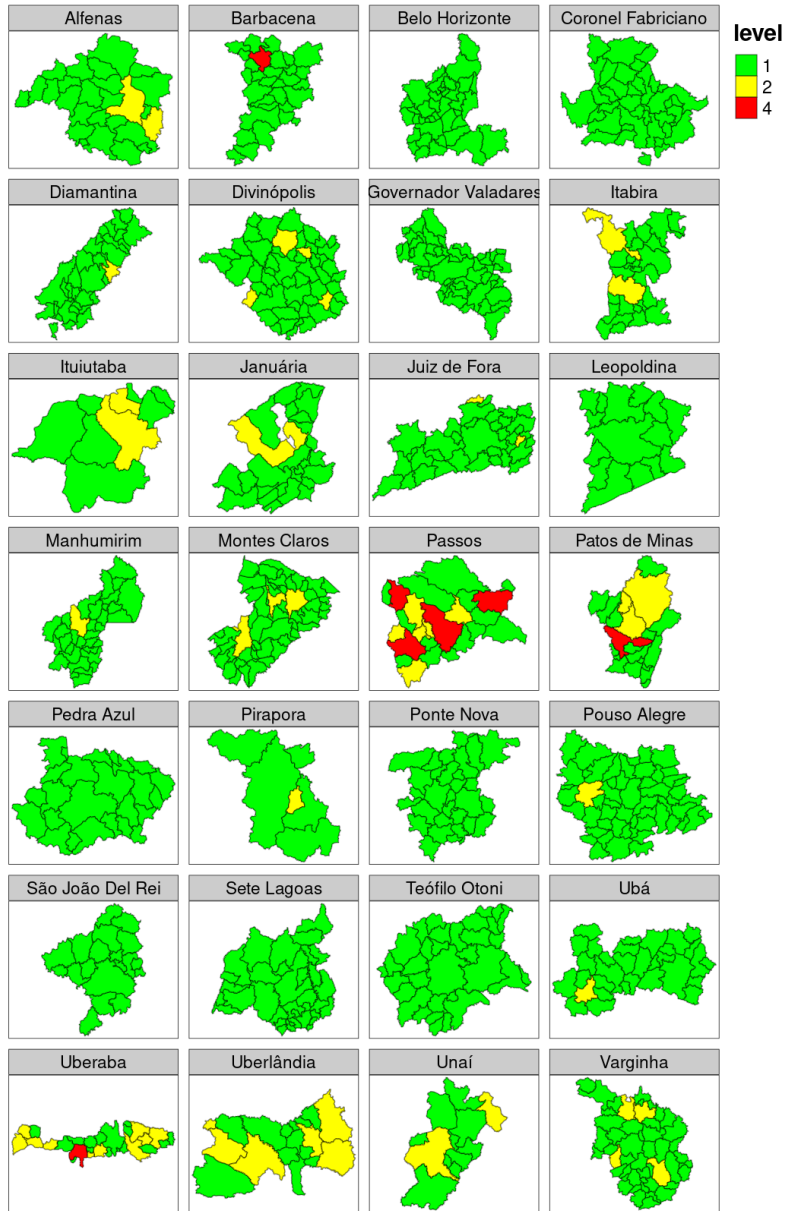 Alfenas
Barbacena
Belo Horizonte
Coronel Fabriciano
level
1
2
4
Diamantina
Divinópolis
Governador Valadares
Itabira
Ituiutaba
Januária
Juiz de Fora
Leopoldina
Manhumirim
Montes Claros
Passos
Patos de Minas
Pedra Azul
Pirapora
Ponte Nova
Pouso Alegre
São João Del Rei
Sete Lagoas
Teófilo Otoni
Ubá
Uberaba
Uberlândia
Unaí
Varginha